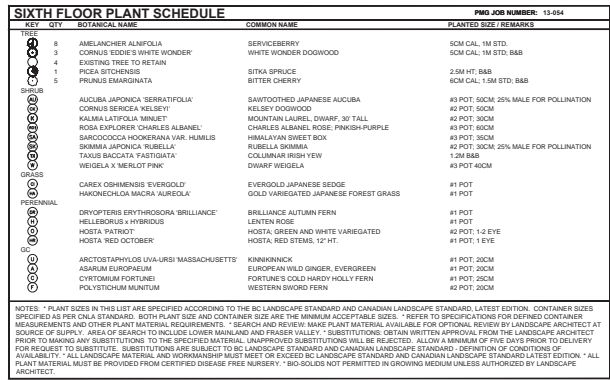 SIXTH FLOOR PLANT SCHEDULE PMG JOB NUMBER: 13-054
KEY QTY BOTANICAL NAME COMMON NAME PLANTED SIZE / REMARKS
TREE
8 AMELANCHIER ALNIFOLIA SERVICEBERRY 5CM CAL, 1M STD.
3 CORNUS 'EDDIE'S WHITE WONDER' WHITE WONDER DOGWOOD 5CM CAL; 1M STD; B&B
4 EXISTING TREE TO RETAIN
1 PICEA SITCHENSIS SITKA SPRUCE 2.5M HT; B&B
5 PRUNUS EMARGINATA BITTER CHERRY 6CM CAL; 1.5M STD; B&B
SHRUB
AUCUBA JAPONICA 'SERRATIFOLIA' SAWTOOTHED JAPANESE AUCUBA #3 POT; 50CM; 25% MALE FOR POLLINATION
CORNUS SERICEA 'KELSEYI' KELSEY DOGWOOD #2 POT; 50CM
K KALMIA LATIFOLIA 'MINUET' MOUNTAIN LAUREL, DWARF, 30' TALL #2 POT; 30CM
ROSA EXPLORER 'CHARLES ALBANEL' CHARLES ALBANEL ROSE; PINKISH-PURPLE #3 POT; 60CM
SA SARCOCOCCA HOOKERANA VAR. HUMILIS HIMALAYAN SWEET BOX #3 POT; 35CM
SKIMMIA JAPONICA 'RUBELLA' RUBELLA SKIMMIA #2 POT; 30CM; 25% MALE FOR POLLINATION
TAXUS BACCATA 'FASTIGIATA' COLUMNAR IRISH YEW 1.2M B&B
W WEIGELA X 'MERLOT PINK' DWARF WEIGELA #3 POT 40CM
GRASS
CAREX OSHIMENSIS 'EVERGOLD' EVERGOLD JAPANESE SEDGE #1 POT
HAKONECHLOA MACRA 'AUREOLA' GOLD VARIEGATED JAPANESE FOREST GRASS #1 POT
PERENNIAL
DRYOPTERIS ERYTHROSORA 'BRILLIANCE' BRILLIANCE AUTUMN FERN #1 POT
H HELLEBORUS x HYBRIDUS LENTEN ROSE #1 POT
HOSTA 'PATRIOT' HOSTA; GREEN AND WHITE VARIEGATED #2 POT; 1-2 EYE
HOSTA 'RED OCTOBER' HOSTA; RED STEMS, 12" HT. #1 POT; 1 EYE
GC
U ARCTOSTAPHYLOS UVA-URSI 'MASSACHUSETTS' KINNIKINNICK #1 POT; 20CM
A ASARUM EUROPAEUM EUROPEAN WILD GINGER, EVERGREEN #1 POT; 20CM
C CYRTOMIUM FORTUNEI FORTUNE'S COLD HARDY HOLLY FERN #1 POT; 25CM
F POLYSTICHUM MUNITUM WESTERN SWORD FERN #2 POT; 20CM
NOTES: * PLANT SIZES IN THIS LIST ARE SPECIFIED ACCORDING TO THE BC LANDSCAPE STANDARD AND CANADIAN LANDSCAPE STANDARD, LATEST EDITION. CONTAINER SIZES
SPECIFIED AS PER CNLA STANDARD. BOTH PLANT SIZE AND CONTAINER SIZE ARE THE MINIMUM ACCEPTABLE SIZES. * REFER TO SPECIFICATIONS FOR DEFINED CONTAINER
MEASUREMENTS AND OTHER PLANT MATERIAL REQUIREMENTS. * SEARCH AND REVIEW: MAKE PLANT MATERIAL AVAILABLE FOR OPTIONAL REVIEW BY LANDSCAPE ARCHITECT AT
SOURCE OF SUPPLY. AREA OF SEARCH TO INCLUDE LOWER MAINLAND AND FRASER VALLEY. * SUBSTITUTIONS: OBTAIN WRITTEN APPROVAL FROM THE LANDSCAPE ARCHITECT
PRIOR TO MAKING ANY SUBSTITUTIONS TO THE SPECIFIED MATERIAL. UNAPPROVED SUBSTITUTIONS WILL BE REJECTED. ALLOW A MINIMUM OF FIVE DAYS PRIOR TO DELIVERY
FOR REQUEST TO SUBSTITUTE. SUBSTITUTIONS ARE SUBJECT TO BC LANDSCAPE STANDARD AND CANADIAN LANDSCAPE STANDARD - DEFINITION OF CONDITIONS OF
AVAILABILITY. * ALL LANDSCAPE MATERIAL AND WORKMANSHIP MUST MEET OR EXCEED BC LANDSCAPE STANDARD AND CANADIAN LANDSCAPE STANDARD LATEST EDITION. * ALL
PLANT MATERIAL MUST BE PROVIDED FROM CERTIFIED DISEASE FREE NURSERY. * BIO-SOLIDS NOT PERMITTED IN GROWING MEDIUM UNLESS AUTHORIZED BY LANDSCAPE
ARCHITECT.